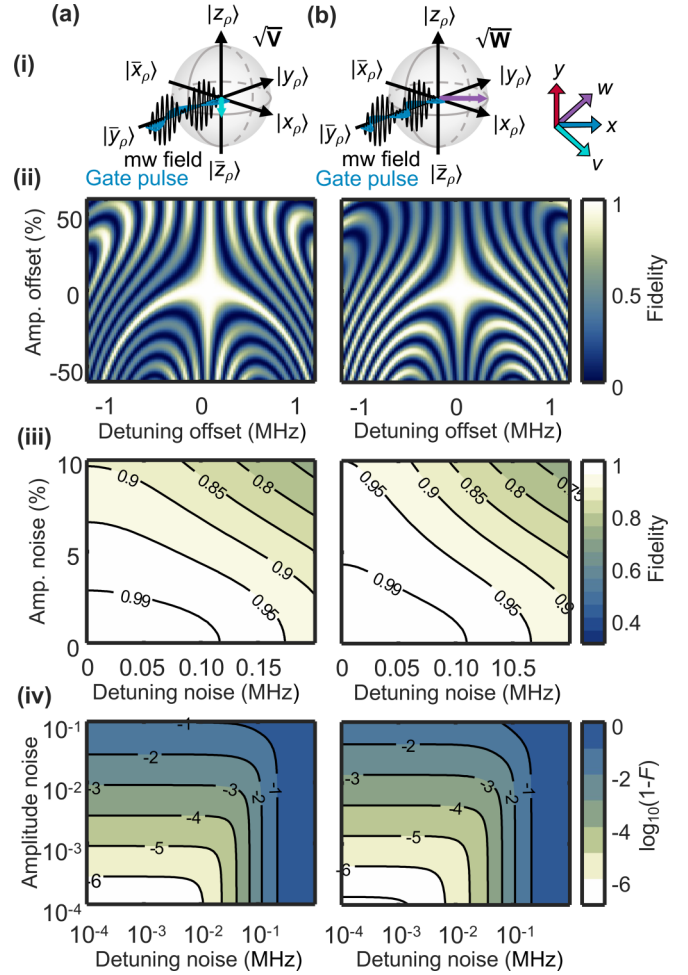 (a) (b)
(i)
|z_ρ⟩ √V̅ |z_ρ⟩ √W̅
|x̅_ρ⟩ |y_ρ⟩ |x̅_ρ⟩ |y_ρ⟩ y w
|y̅_ρ⟩ |x_ρ⟩ |y̅_ρ⟩ |x_ρ⟩ x
mw field |z̅_ρ⟩ mw field |z̅_ρ⟩ v
Gate pulse Gate pulse
(ii)
Amp. offset (%)
50
0
-50
-1 0 1 -1 0 1
Detuning offset (MHz) Detuning offset (MHz)
1
0.5
0
Fidelity
(iii)
Amp. noise (%)
10
5
0
0.9 0.85 0.8
0.99 0.95 0.9
0.95 0.9 0.85 0.8 0.75
0.99 0.95 0.9
0 0.05 0.10 0.15 0 0.05 0.10 10.5
Detuning noise (MHz) Detuning noise (MHz)
1
0.8
0.6
0.4
Fidelity
(iv)
Amplitude noise
10⁻¹
10⁻²
10⁻³
10⁻⁴
-1 -2 -3 -4 -5 -6 -3 -2 -1
-1 -2 -3 -4 -5 -6 -3 -2 -1
10⁻⁴ 10⁻³ 10⁻² 10⁻¹ 10⁻⁴ 10⁻³ 10⁻² 10⁻¹
Detuning noise (MHz) Detuning noise (MHz)
0
-2
-4
-6
log₁₀(1-F)